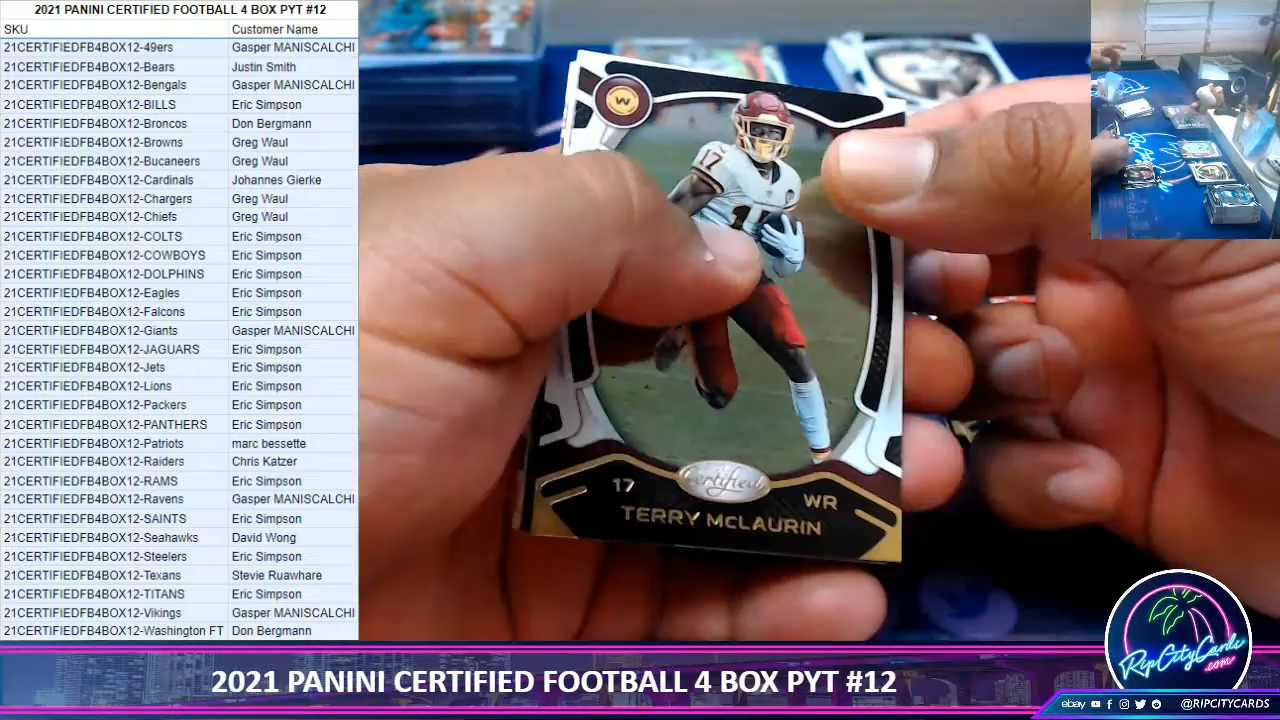 2021 PANINI CERTIFIED FOOTBALL 4 BOX PYT #12
SKU Customer Name
21CERTIFIEDFB4BOX12-49ers Gasper MANISCALCHI
21CERTIFIEDFB4BOX12-Bears Justin Smith
21CERTIFIEDFB4BOX12-Bengals Gasper MANISCALCHI
21CERTIFIEDFB4BOX12-BILLS Eric Simpson
21CERTIFIEDFB4BOX12-Broncos Don Bergmann
21CERTIFIEDFB4BOX12-Browns Greg Waul
21CERTIFIEDFB4BOX12-Bucaneers Greg Waul
21CERTIFIEDFB4BOX12-Cardinals Johannes Gierke
21CERTIFIEDFB4BOX12-Chargers Greg Waul
21CERTIFIEDFB4BOX12-Chiefs Greg Waul
21CERTIFIEDFB4BOX12-COLTS Eric Simpson
21CERTIFIEDFB4BOX12-COWBOYS Eric Simpson
21CERTIFIEDFB4BOX12-DOLPHINS Eric Simpson
21CERTIFIEDFB4BOX12-Eagles Eric Simpson
21CERTIFIEDFB4BOX12-Falcons Eric Simpson
21CERTIFIEDFB4BOX12-Giants Gasper MANISCALCHI
21CERTIFIEDFB4BOX12-JAGUARS Eric Simpson
21CERTIFIEDFB4BOX12-Jets Eric Simpson
21CERTIFIEDFB4BOX12-Lions Eric Simpson
21CERTIFIEDFB4BOX12-Packers Eric Simpson
21CERTIFIEDFB4BOX12-PANTHERS Eric Simpson
21CERTIFIEDFB4BOX12-Patriots marc bessette
21CERTIFIEDFB4BOX12-Raiders Chris Katzer
21CERTIFIEDFB4BOX12-RAMS Eric Simpson
21CERTIFIEDFB4BOX12-Ravens Gasper MANISCALCHI
21CERTIFIEDFB4BOX12-SAINTS Eric Simpson
21CERTIFIEDFB4BOX12-Seahawks David Wong
21CERTIFIEDFB4BOX12-Steelers Eric Simpson
21CERTIFIEDFB4BOX12-Texans Stevie Ruawhare
21CERTIFIEDFB4BOX12-TITANS Eric Simpson
21CERTIFIEDFB4BOX12-Vikings Gasper MANISCALCHI
21CERTIFIEDFB4BOX12-Washington FT Don Bergmann
W
17
17
Certified
17 WR
TERRY McLAURIN
RipCityCards
.com
2021 PANINI CERTIFIED FOOTBALL 4 BOX PYT #12
ebay @RIPCITYCARDS